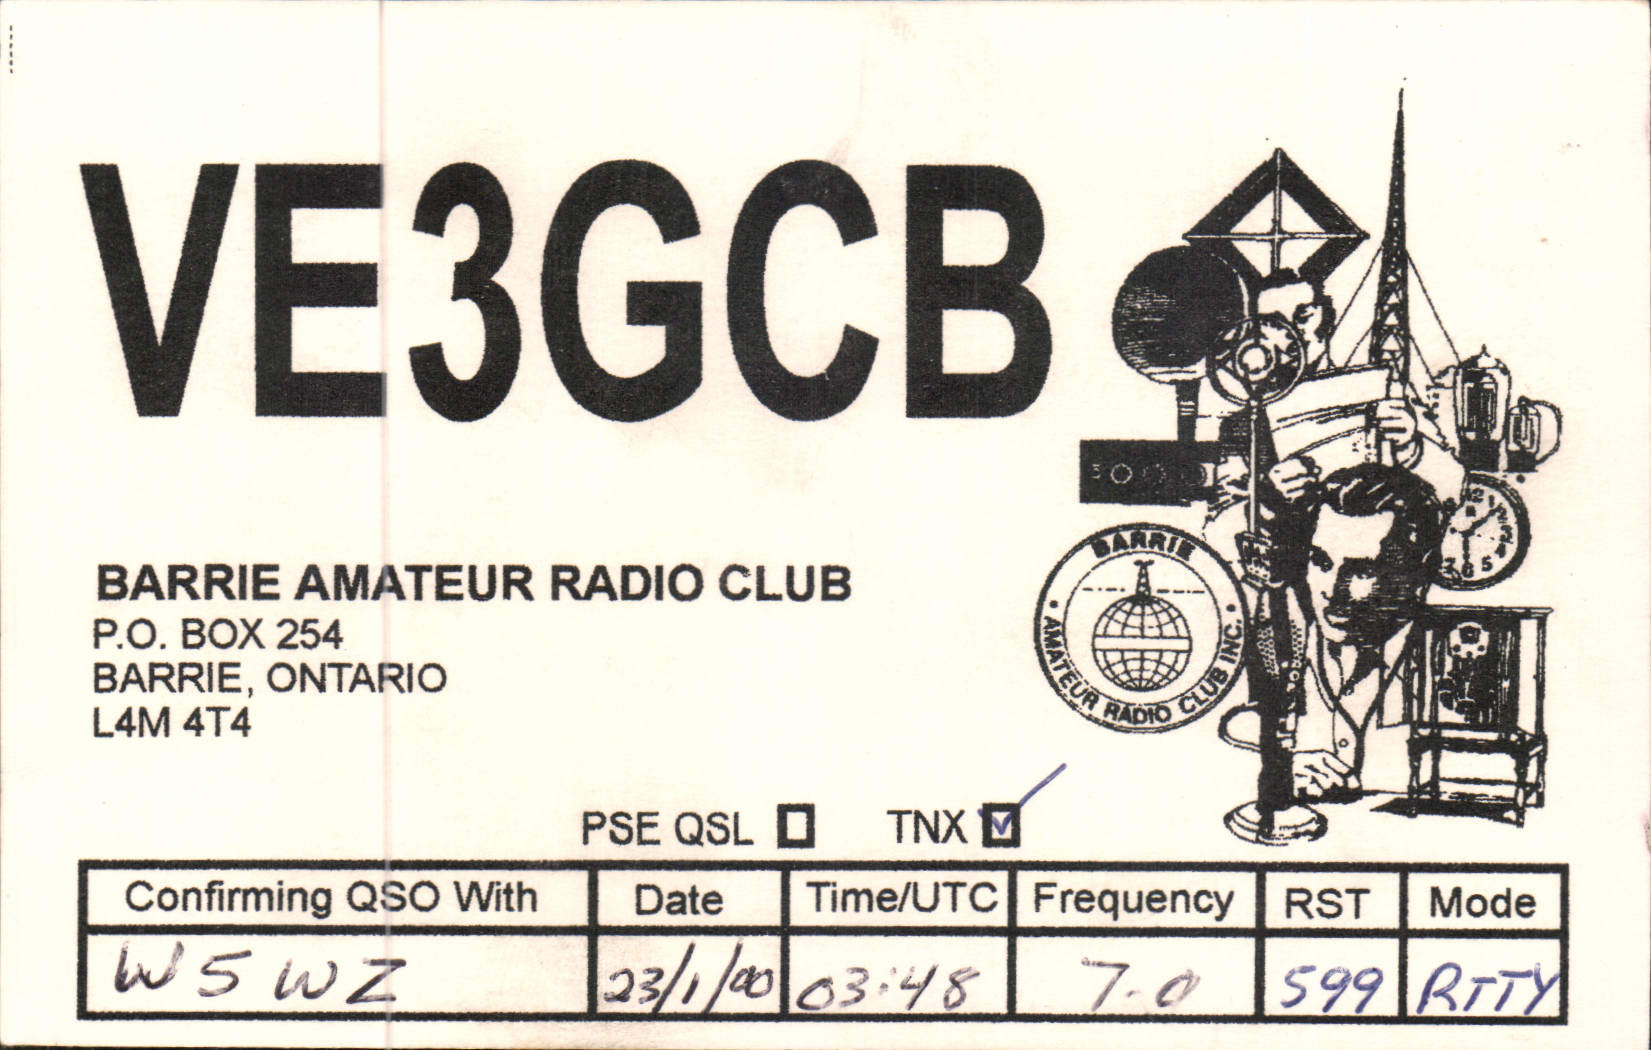 VE3GCB
BARRIE AMATEUR RADIO CLUB
P.O. BOX 254
BARRIE, ONTARIO
L4M 4T4
BARRIE
AMATEUR RADIO CLUB INC.
PSE QSL TNX
Confirming QSO With Date Time/UTC Frequency RST Mode
W5WZ 23/1/00 03:48 7.0 599 RTTY